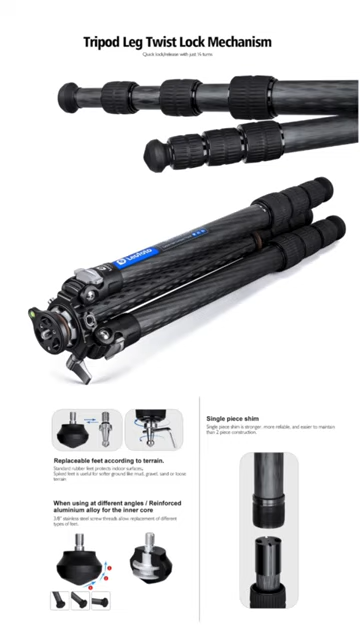 Tripod Leg Twist Lock Mechanism
Quick lock/release with just ¼ turns
Leofoto
Replaceable feet according to terrain.
Standard rubber feet protects indoor surfaces,
Spiked feet is useful for softer ground like mud, gravel, sand or loose
terrain
When using at different angles / Reinforced
aluminium alloy for the inner core
3/8" stainless steel screw threads allow replacement of different
types of feet.
Single piece shim
Single piece shim is stronger, more reliable, and easier to maintain
than 2 piece construction.